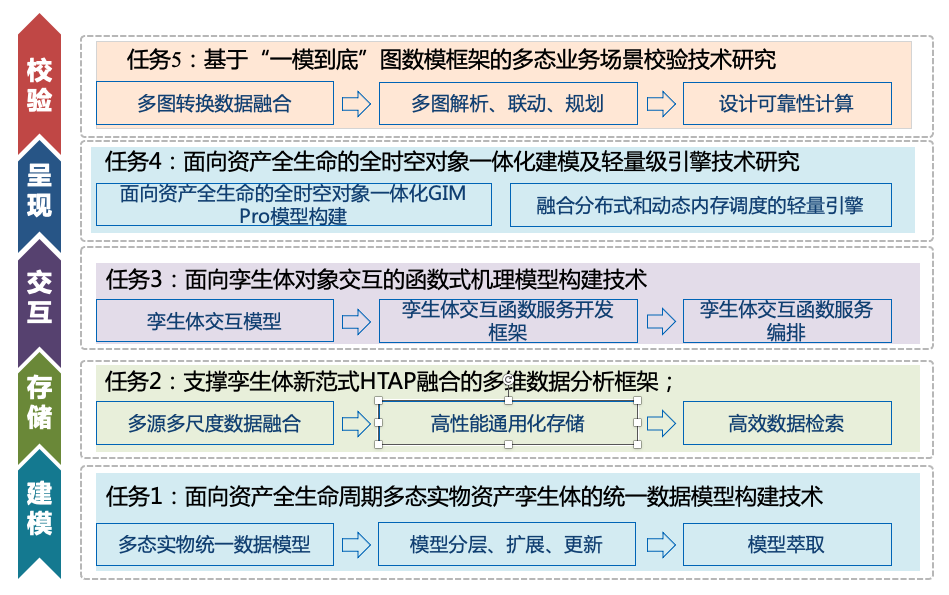 校验
任务5：基于“一模到底”图数模框架的多态业务场景校验技术研究
多图转换数据融合
多图解析、联动、规划
设计可靠性计算
呈现
任务4：面向资产全生命的全时空对象一体化建模及轻量级引擎技术研究
面向资产全生命的全时空对象一体化GIM
Pro模型构建
融合分布式和动态内存调度的轻量引擎
交互
任务3：面向孪生体对象交互的函数式机理模型构建技术
孪生体交互模型
孪生体交互函数服务开发
框架
孪生体交互函数服务
编排
存储
任务2：支撑孪生体新范式HTAP融合的多维数据分析框架；
多源多尺度数据融合
高性能通用化存储
高效数据检索
建模
任务1：面向资产全生命周期多态实物资产孪生体的统一数据模型构建技术
多态实物统一数据模型
模型分层、扩展、更新
模型萃取